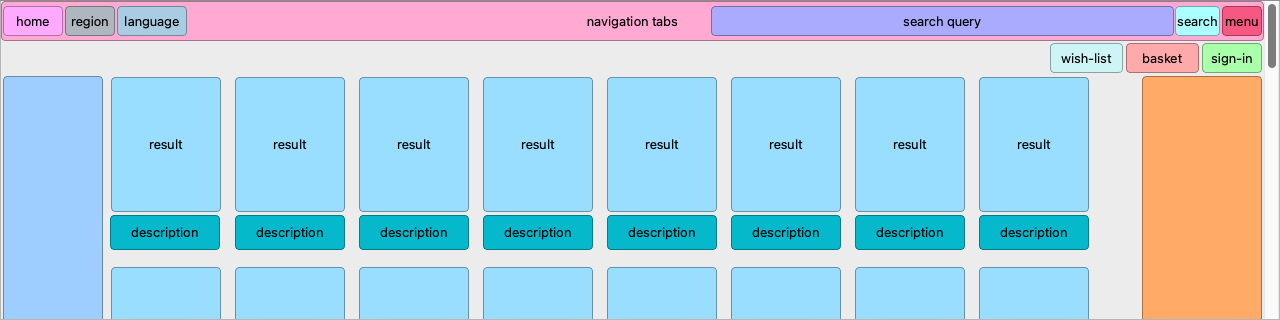 home region language navigation tabs search query search menu
wish-list basket sign-in
result result result result result result result result
description description description description description description description description